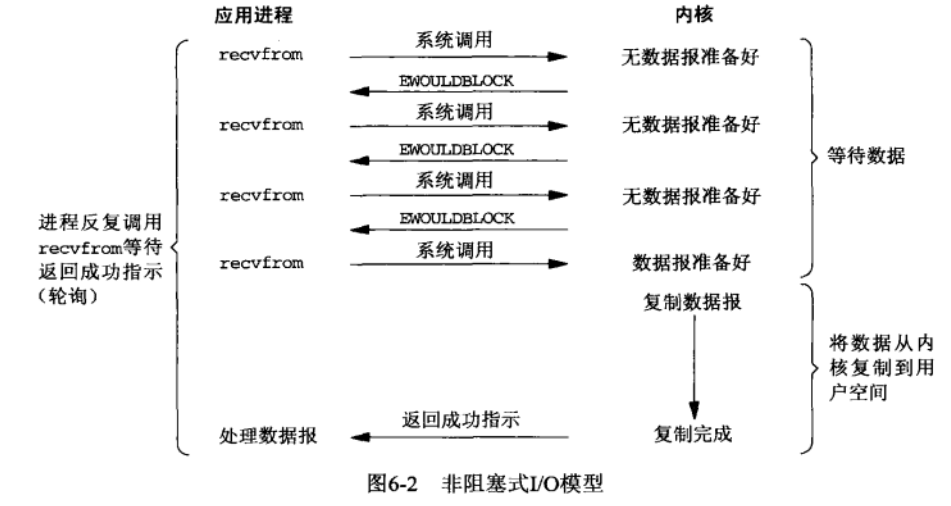 应用进程 内核
recvfrom 系统调用 无数据报准备好
EWOULDBLOCK
recvfrom 系统调用 无数据报准备好
EWOULDBLOCK
recvfrom 系统调用 无数据报准备好
EWOULDBLOCK
recvfrom 系统调用 数据报准备好
等待数据
进程反复调用
recvfrom等待
返回成功指示
(轮询)
复制数据报
将数据从内
核复制到用
户空间
处理数据报 返回成功指示 复制完成
图6-2 非阻塞式I/O模型